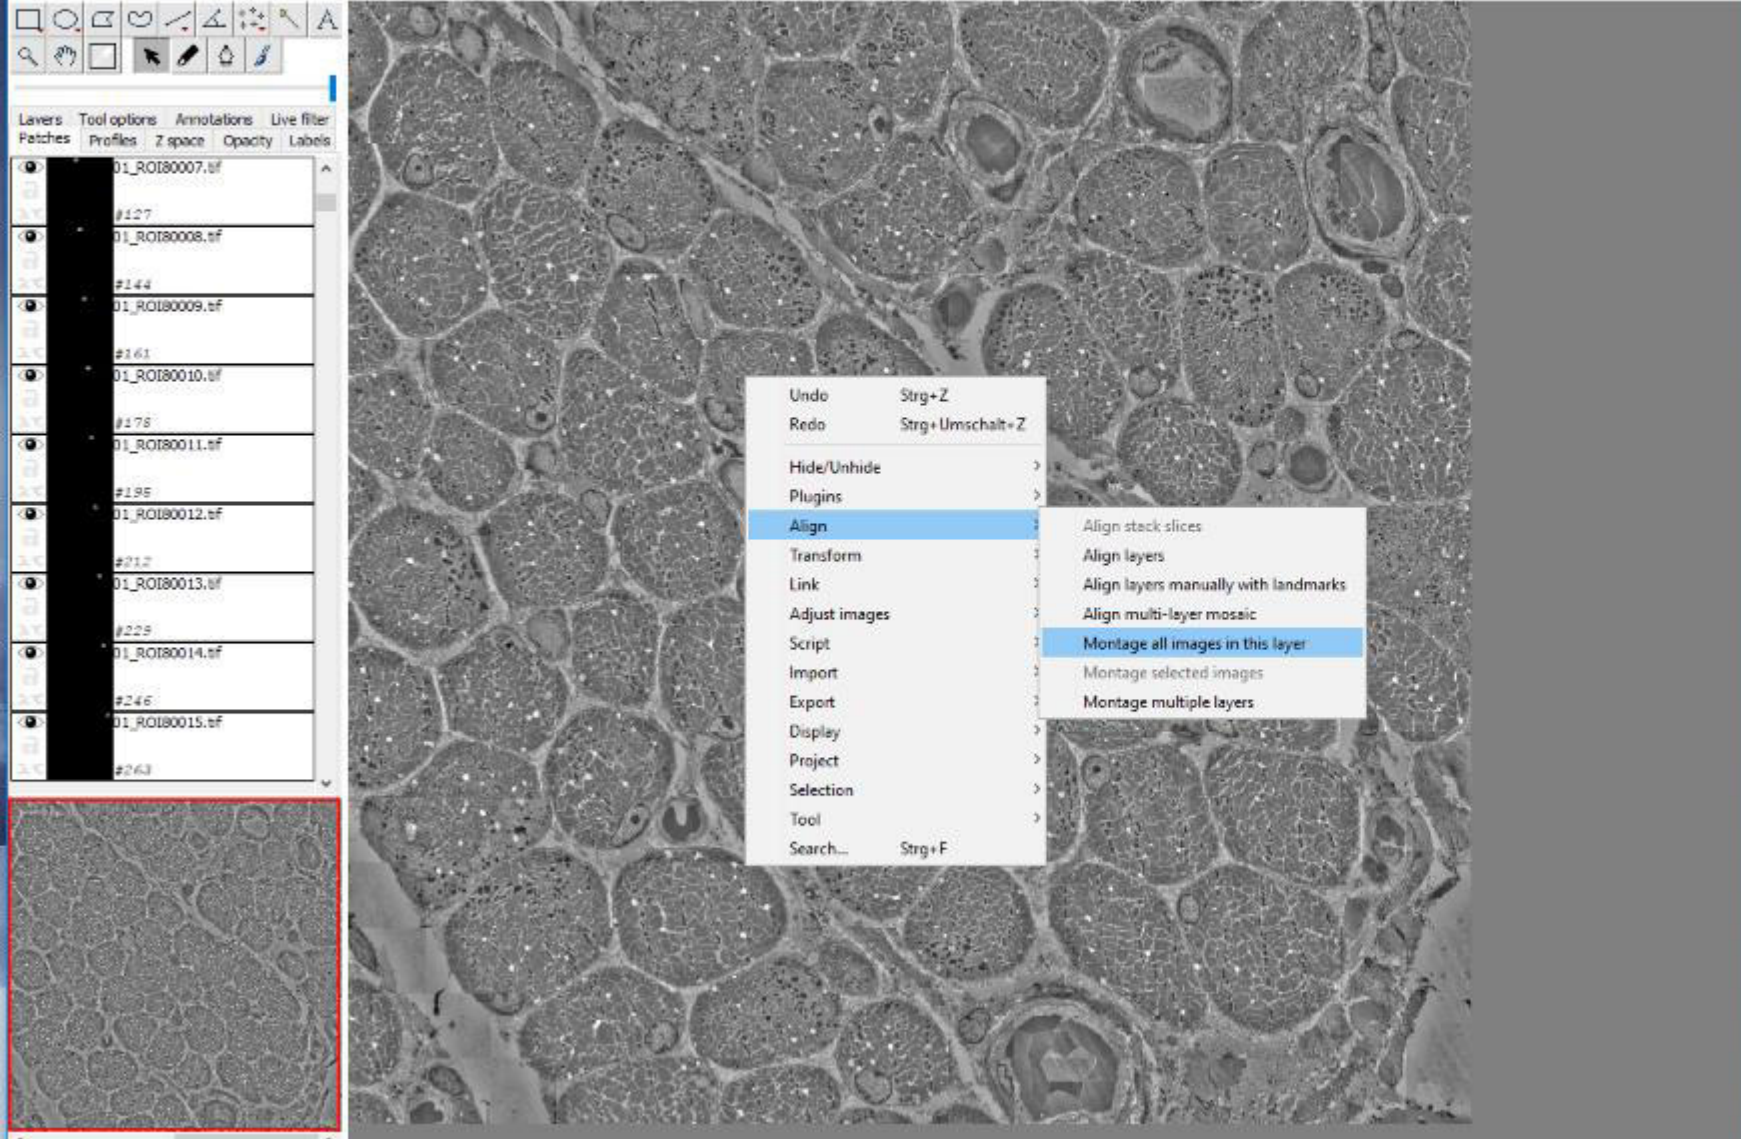 A
Layers Tool options Annotations Live filter
Patches Profiles Z space Opacity Labels
01_ROI80007.tif
#127
01_ROI80008.tif
#144
01_ROI80009.tif
#161
01_ROI80010.tif
#178
01_ROI80011.tif
#195
01_ROI80012.tif
#212
01_ROI80013.tif
#229
01_ROI80014.tif
#246
01_ROI80015.tif
#263
Undo Strg+Z
Redo Strg+Umschalt+Z
Hide/Unhide
Plugins
Align
Transform
Link
Adjust images
Script
Import
Export
Display
Project
Selection
Tool
Search... Strg+F
Align stack slices
Align layers
Align layers manually with landmarks
Align multi-layer mosaic
Montage all images in this layer
Montage selected images
Montage multiple layers